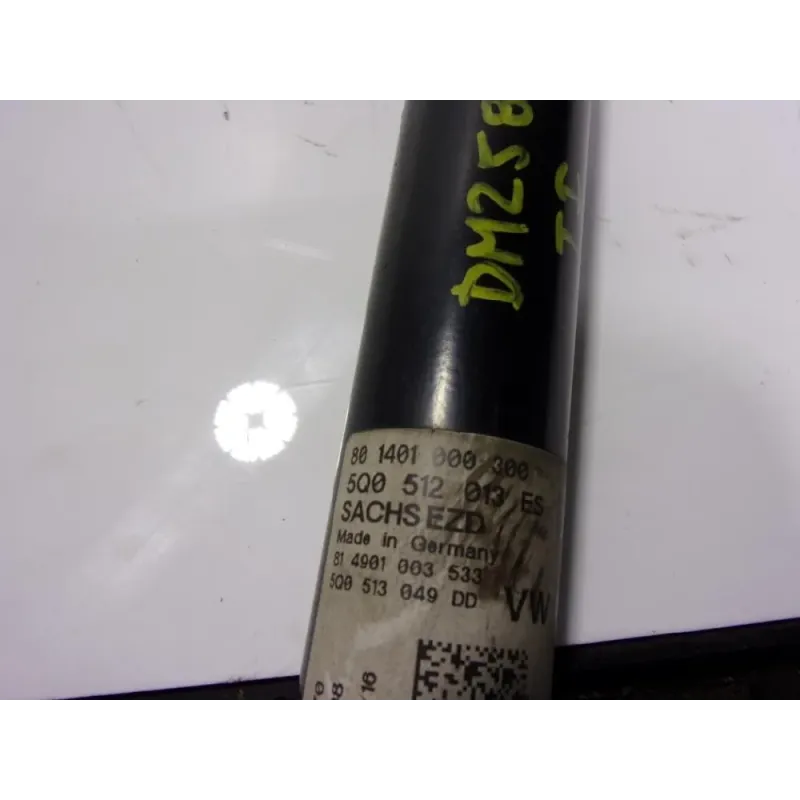 DM258
80 1401 000 300
5Q0 512 013 ES
SACHS EZD
Made in Germany
81 4901 003 533
5Q0 513 049 DD VW
/16